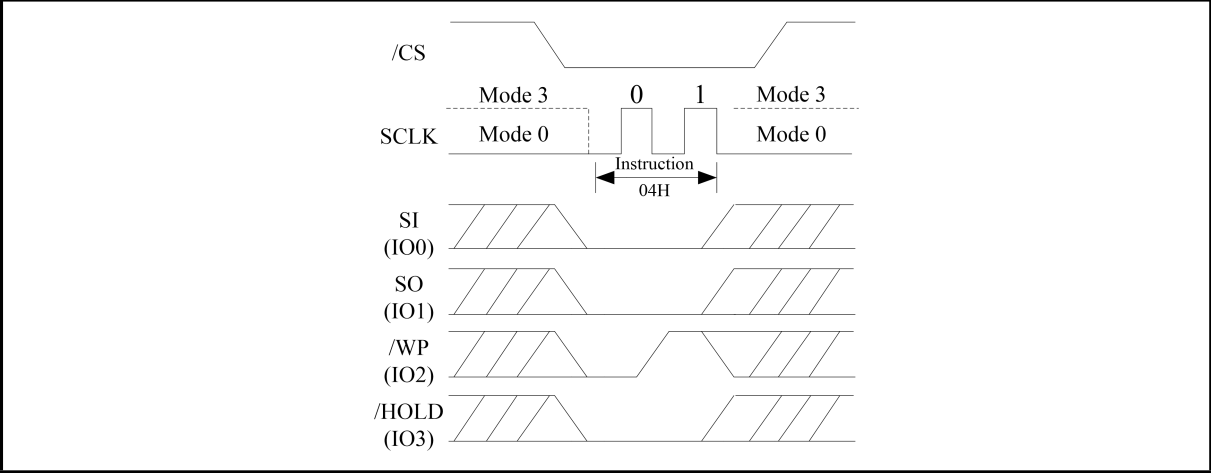 /CS
Mode 3 0 1 Mode 3
SCLK Mode 0 Mode 0
Instruction
04H
SI
(IO0)
SO
(IO1)
/WP
(IO2)
/HOLD
(IO3)